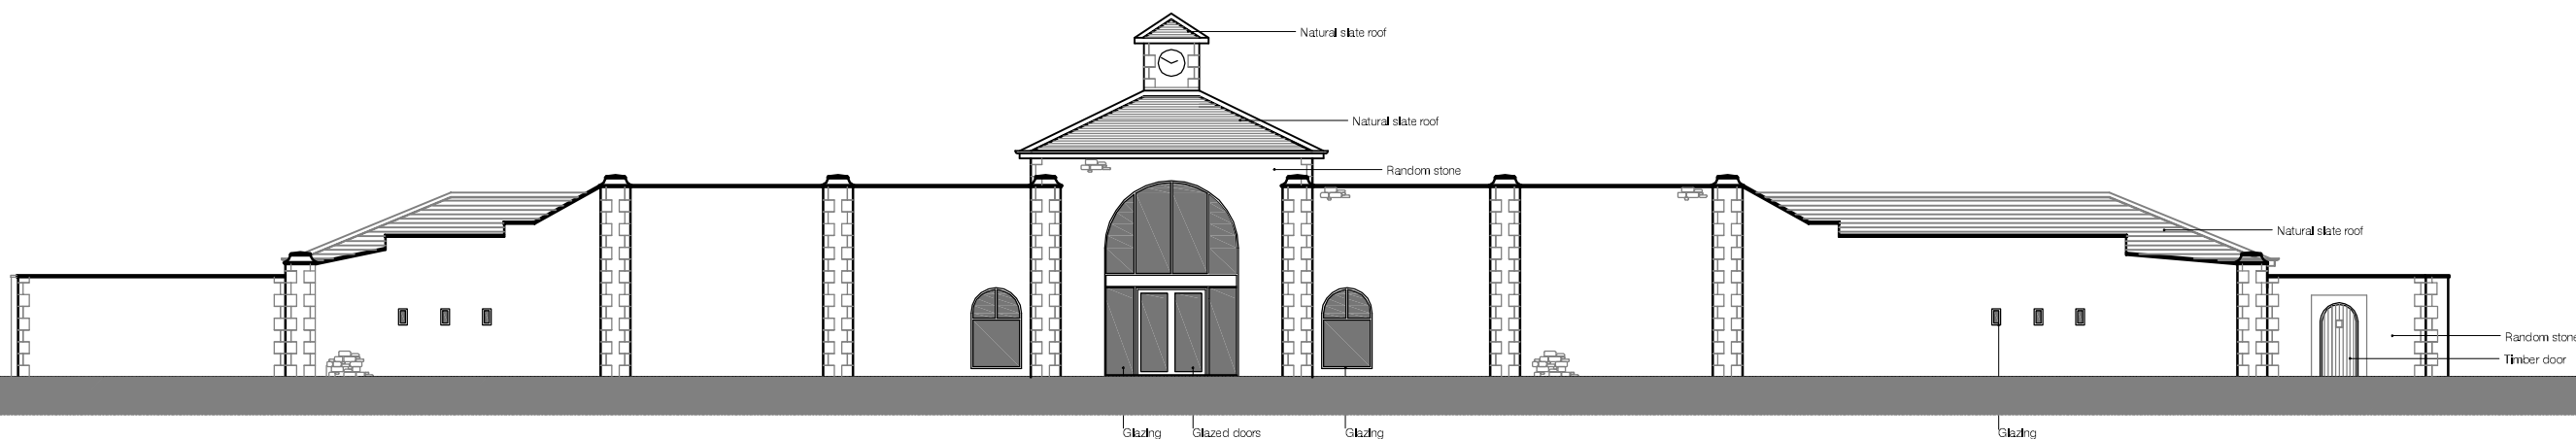 Natural slate roof
Natural slate roof
Random stone
Natural slate roof
Random stone
Timber door
Glazing
Glazed doors
Glazing
Glazing